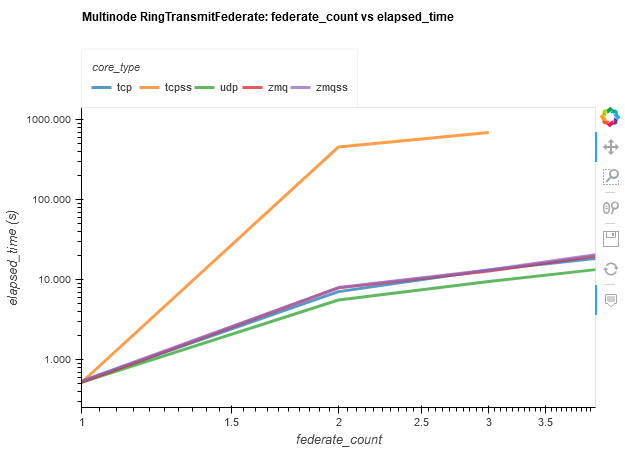 Multinode RingTransmitFederate: federate_count vs elapsed_time
core_type
tcp tcpss udp zmq zmqss
1000.000
100.000
10.000
1.000
elapsed_time (s)
1 1.5 2 2.5 3 3.5
federate_count